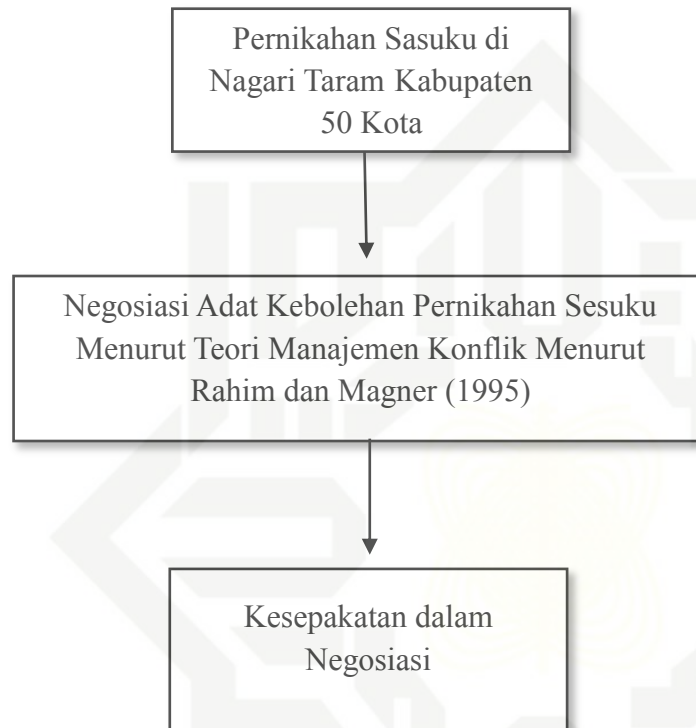 Pernikahan Sasuku di
Nagari Taram Kabupaten
50 Kota
Negosiasi Adat Kebolehan Pernikahan Sesuku
Menurut Teori Manajemen Konflik Menurut
Rahim dan Magner (1995)
Kesepakatan dalam
Negosiasi